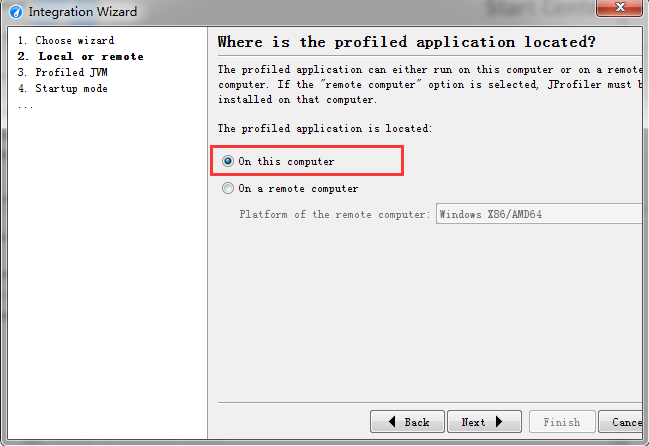 Start Cente
Integration Wizard
1. Choose wizard
2. Local or remote
3. Profiled JVM
4. Startup mode
...
Where is the profiled application located?
The profiled application can either run on this computer or on a remote
computer. If the "remote computer" option is selected, JProfiler must b
installed on that computer.
The profiled application is located:
On this computer
On a remote computer
Platform of the remote computer: Windows X86/AMD64
Back Next Finish Cance